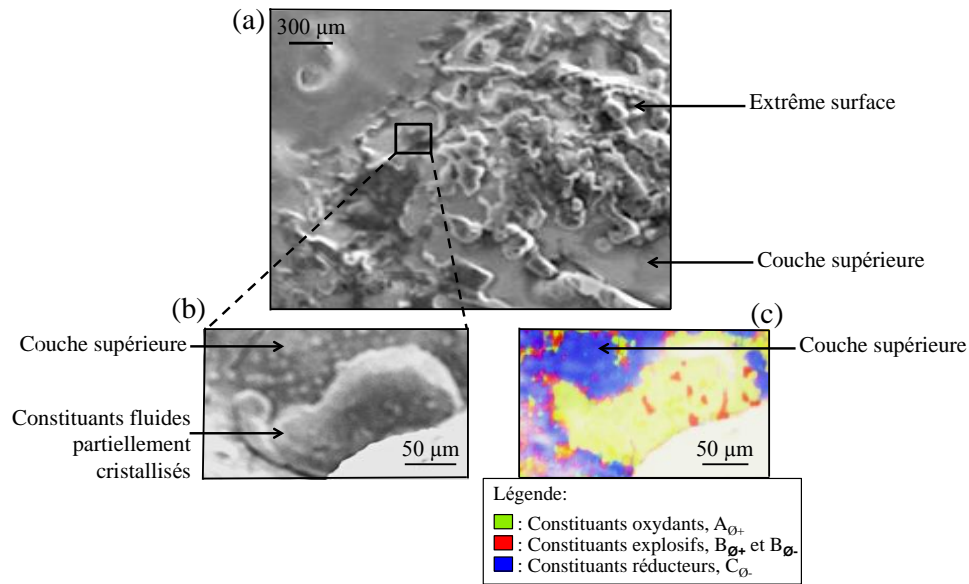 (a)
300 μm
Extrême surface
Couche supérieure
(b)
(c)
Couche supérieure
Couche supérieure
Constituants fluides
partiellement
cristallisés
50 μm
50 μm
Légende:
: Constituants oxydants, AØ+
: Constituants explosifs, BØ+ et BØ-
: Constituants réducteurs, CØ-